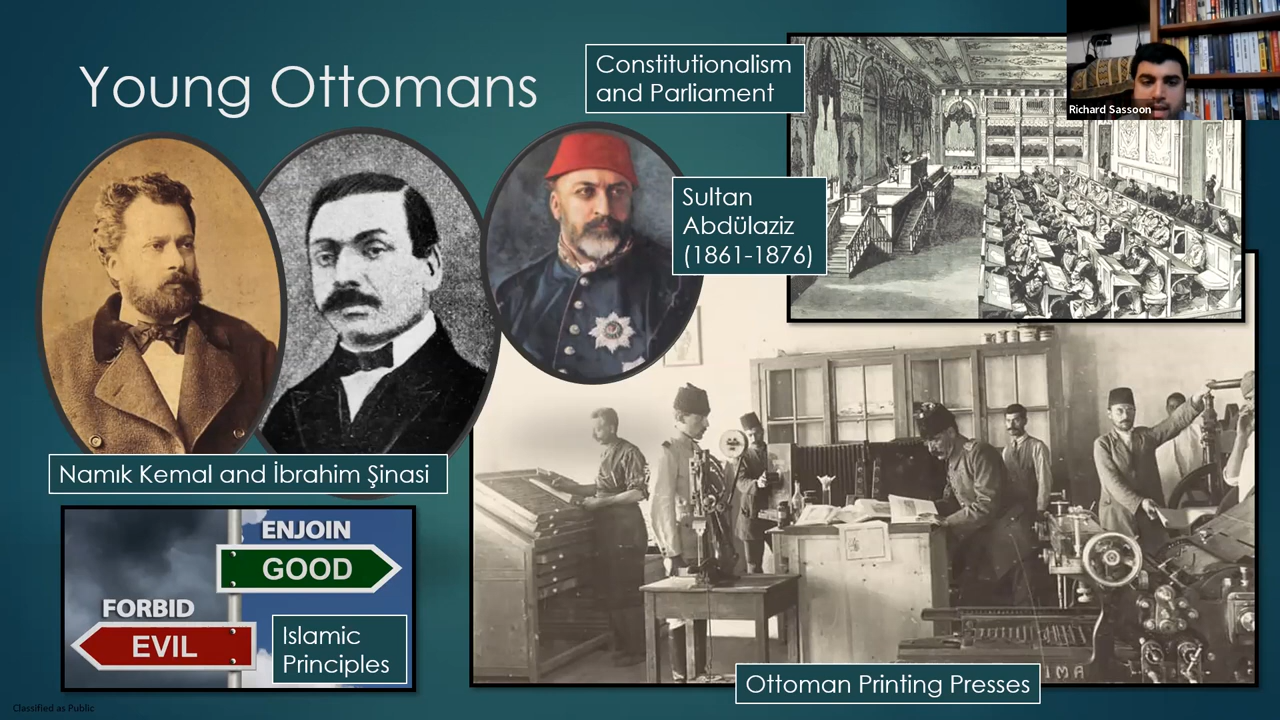 Young Ottomans
Constitutionalism
and Parliament
Richard Sassoon
Sultan
Abdülaziz
(1861-1876)
Namık Kemal and İbrahim Şinasi
ENJOIN
GOOD
FORBID
EVIL
Islamic
Principles
IMA
Ottoman Printing Presses
Classified as Public